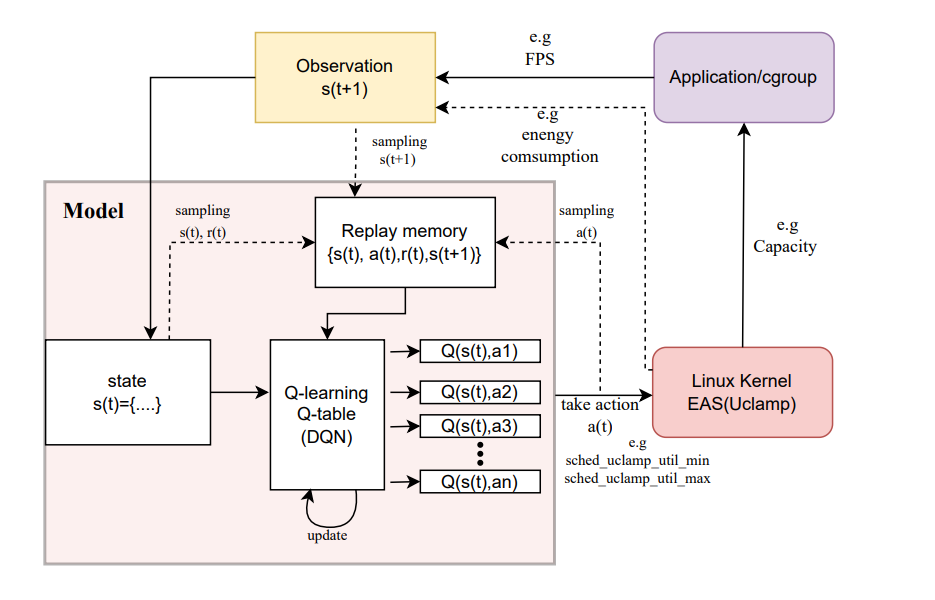 e.g
FPS
Observation
s(t+1)
Application/cgroup
e.g
enengy
comsumption
sampling
s(t+1)
Model
sampling
s(t), r(t)
Replay memory
{s(t), a(t),r(t),s(t+1)}
sampling
a(t)
e.g
Capacity
state
s(t)={....}
Q-learning
Q-table
(DQN)
Q(s(t),a1)
Q(s(t),a2)
Q(s(t),a3)
Q(s(t),an)
update
take action
a(t)
e.g
sched_uclamp_util_min
sched_uclamp_util_max
Linux Kernel
EAS(Uclamp)